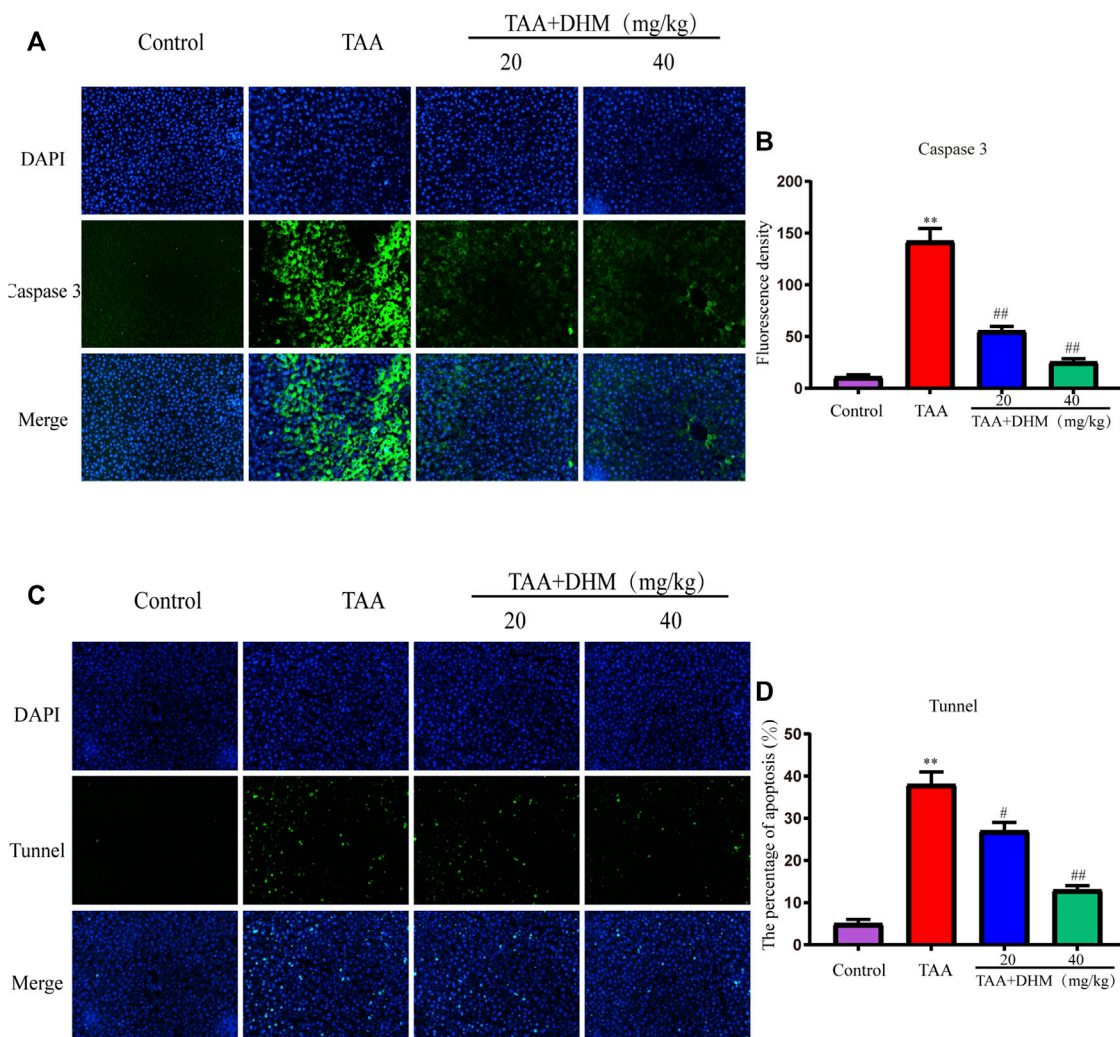 A
Control
TAA
TAA+DHM（mg/kg）
20
40
DAPI
Caspase 3
Merge
B
Caspase 3
Fluorescence density
200
150
100
50
0
**
##
##
Control
TAA
20
40
TAA+DHM（mg/kg）
C
Control
TAA
TAA+DHM（mg/kg）
20
40
DAPI
Tunnel
Merge
D
Tunnel
The percentage of apoptosis (%)
50
40
30
20
10
0
**
#
##
Control
TAA
20
40
TAA+DHM（mg/kg）